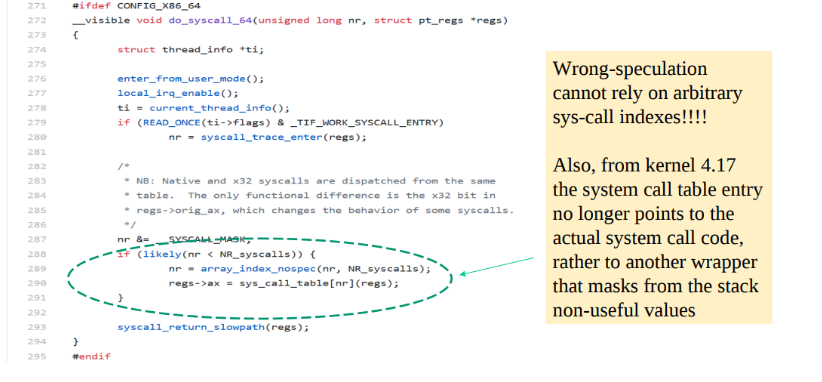 271 #ifdef CONFIG_X86_64
272 __visible void do_syscall_64(unsigned long nr, struct pt_regs *regs)
273 {
274 struct thread_info *ti;
275
276 enter_from_user_mode();
277 local_irq_enable();
278 ti = current_thread_info();
279 if (READ_ONCE(ti->flags) & _TIF_WORK_SYSCALL_ENTRY)
280 nr = syscall_trace_enter(regs);
281
282 /*
283 * NB: Native and x32 syscalls are dispatched from the same
284 * table. The only functional difference is the x32 bit in
285 * regs->orig_ax, which changes the behavior of some syscalls.
286 */
287 nr &= __SYSCALL_MASK;
288 if (likely(nr < NR_syscalls)) {
289 nr = array_index_nospec(nr, NR_syscalls);
290 regs->ax = sys_call_table[nr](regs);
291 }
292
293 syscall_return_slowpath(regs);
294 }
295 #endif
Wrong-speculation
cannot rely on arbitrary
sys-call indexes!!!!
Also, from kernel 4.17
the system call table entry
no longer points to the
actual system call code,
rather to another wrapper
that masks from the stack
non-useful values